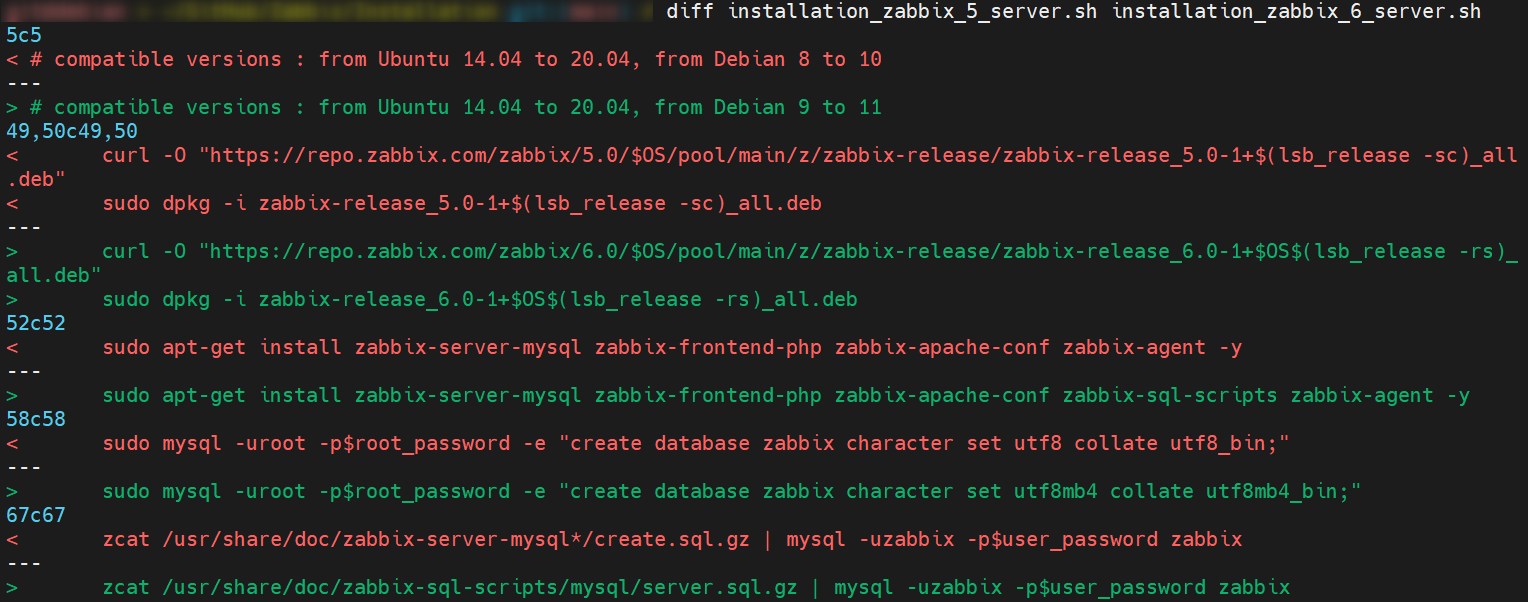 diff installation_zabbix_5_server.sh installation_zabbix_6_server.sh
5c5
< # compatible versions : from Ubuntu 14.04 to 20.04, from Debian 8 to 10
---
> # compatible versions : from Ubuntu 14.04 to 20.04, from Debian 9 to 11
49,50c49,50
<       curl -O "https://repo.zabbix.com/zabbix/5.0/$OS/pool/main/z/zabbix-release/zabbix-release_5.0-1+$(lsb_release -sc)_all
.deb"
<       sudo dpkg -i zabbix-release_5.0-1+$(lsb_release -sc)_all.deb
---
>       curl -O "https://repo.zabbix.com/zabbix/6.0/$OS/pool/main/z/zabbix-release/zabbix-release_6.0-1+$OS$(lsb_release -rs)_
all.deb"
>       sudo dpkg -i zabbix-release_6.0-1+$OS$(lsb_release -rs)_all.deb
52c52
<       sudo apt-get install zabbix-server-mysql zabbix-frontend-php zabbix-apache-conf zabbix-agent -y
---
>       sudo apt-get install zabbix-server-mysql zabbix-frontend-php zabbix-apache-conf zabbix-sql-scripts zabbix-agent -y
58c58
<       sudo mysql -uroot -p$root_password -e "create database zabbix character set utf8 collate utf8_bin;"
---
>       sudo mysql -uroot -p$root_password -e "create database zabbix character set utf8mb4 collate utf8mb4_bin;"
67c67
<       zcat /usr/share/doc/zabbix-server-mysql*/create.sql.gz | mysql -uzabbix -p$user_password zabbix
---
>       zcat /usr/share/doc/zabbix-sql-scripts/mysql/server.sql.gz | mysql -uzabbix -p$user_password zabbix